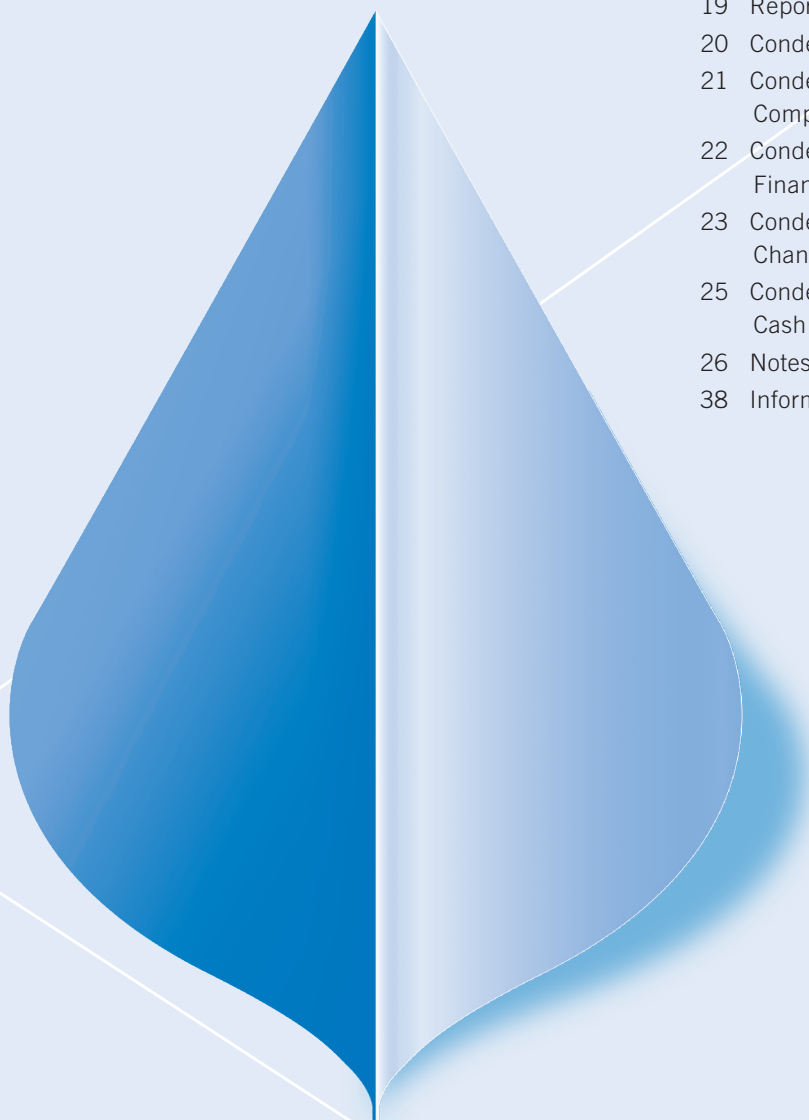 19 Repor
20 Conde
21 Conde
Comp
22 Conde
Finan
23 Conde
Chan
25 Conde
Cash
26 Notes
38 Inforn